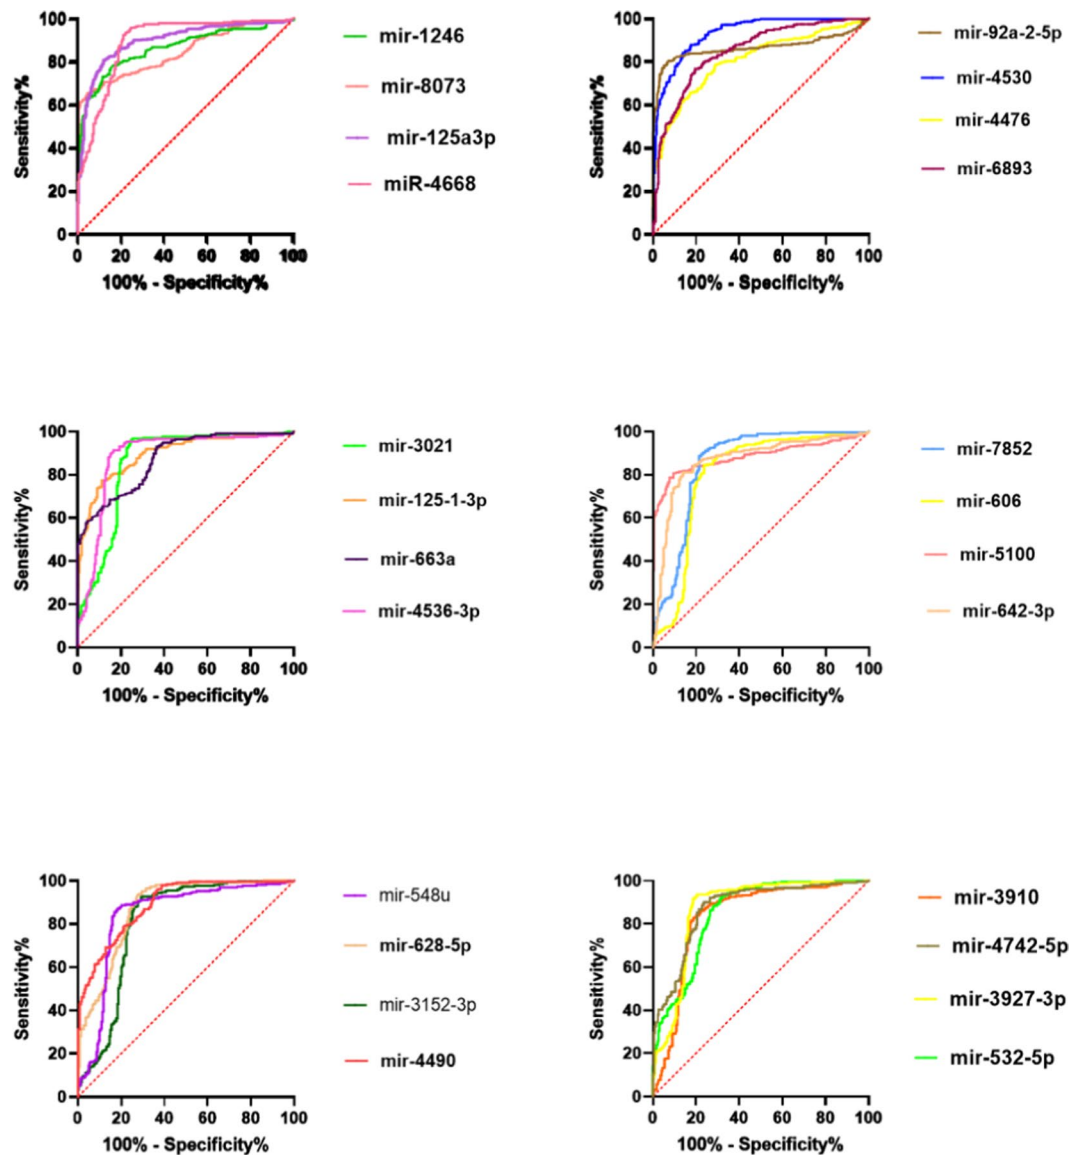 100
80
60
40
20
0
Sensitivity%
0 20 40 60 80 100
100% - Specificity%
mir-1246
mir-8073
mir-125a3p
miR-4668
100
80
60
40
20
0
Sensitivity%
0 20 40 60 80 100
100% - Specificity%
mir-92a-2-5p
mir-4530
mir-4476
mir-6893
100
80
60
40
20
0
Sensitivity%
0 20 40 60 80 100
100% - Specificity%
mir-3021
mir-125-1-3p
mir-663a
mir-4536-3p
100
80
60
40
20
0
Sensitivity%
0 20 40 60 80 100
100% - Specificity%
mir-7852
mir-606
mir-5100
mir-642-3p
100
80
60
40
20
0
Sensitivity%
0 20 40 60 80 100
100% - Specificity%
mir-548u
mir-628-5p
mir-3152-3p
mir-4490
100
80
60
40
20
0
Sensitivity%
0 20 40 60 80 100
100% - Specificity%
mir-3910
mir-4742-5p
mir-3927-3p
mir-532-5p